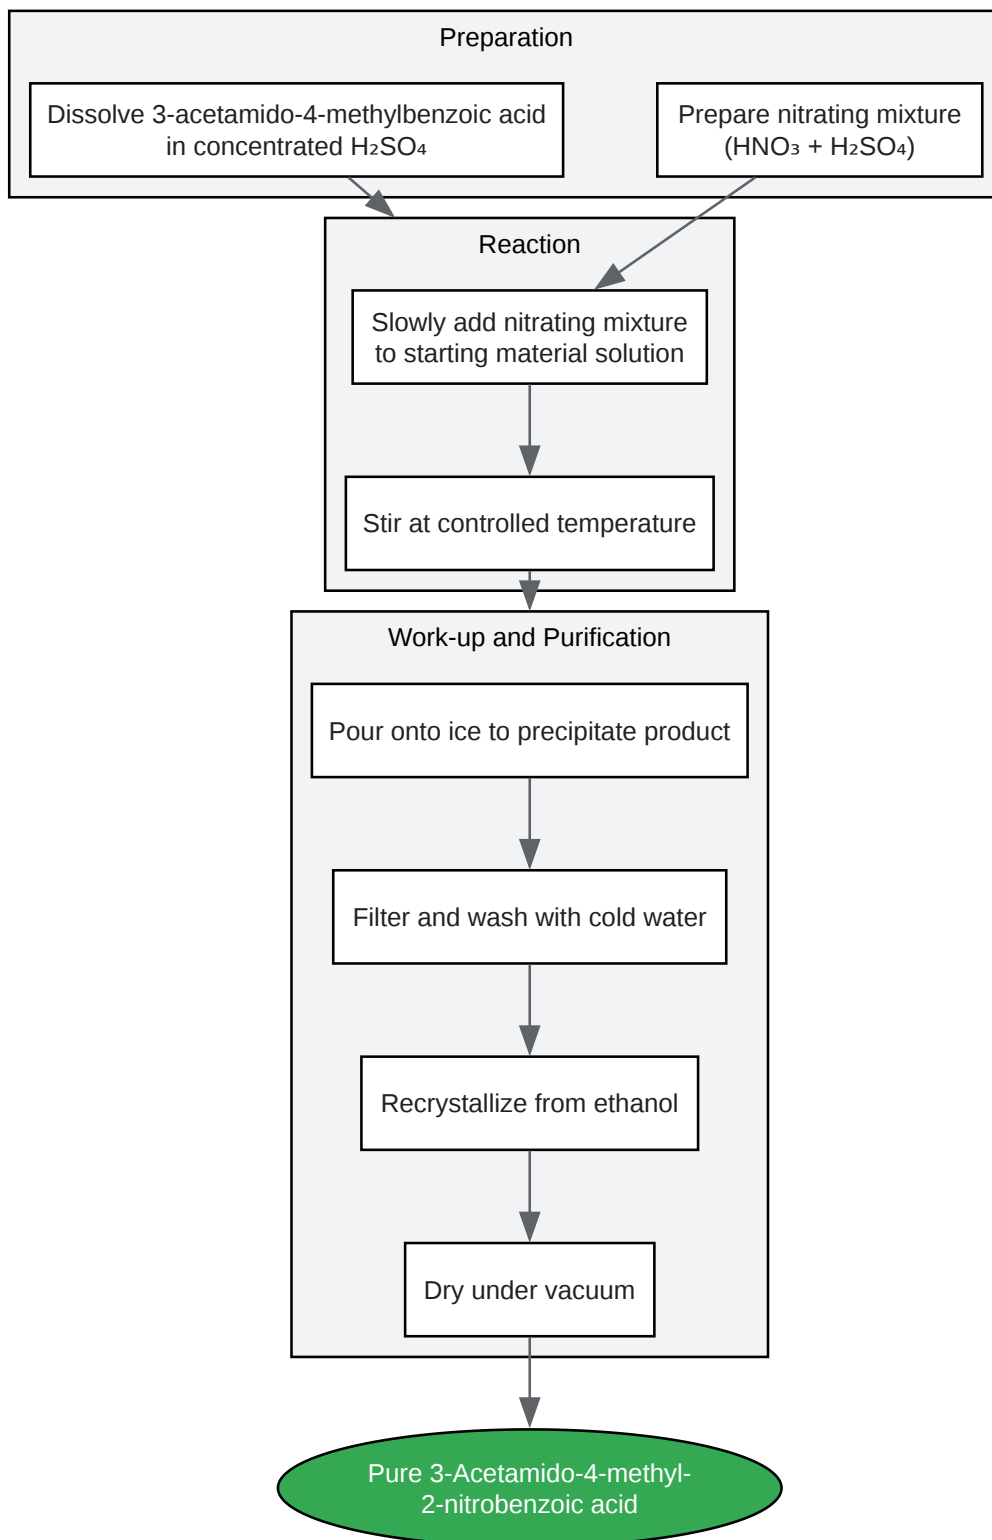 Preparation
Dissolve 3-acetamido-4-methylbenzoic acid
in concentrated H₂SO₄
Prepare nitrating mixture
(HNO₃ + H₂SO₄)
Reaction
Slowly add nitrating mixture
to starting material solution
Stir at controlled temperature
Work-up and Purification
Pour onto ice to precipitate product
Filter and wash with cold water
Recrystallize from ethanol
Dry under vacuum
Pure 3-Acetamido-4-methyl-
2-nitrobenzoic acid